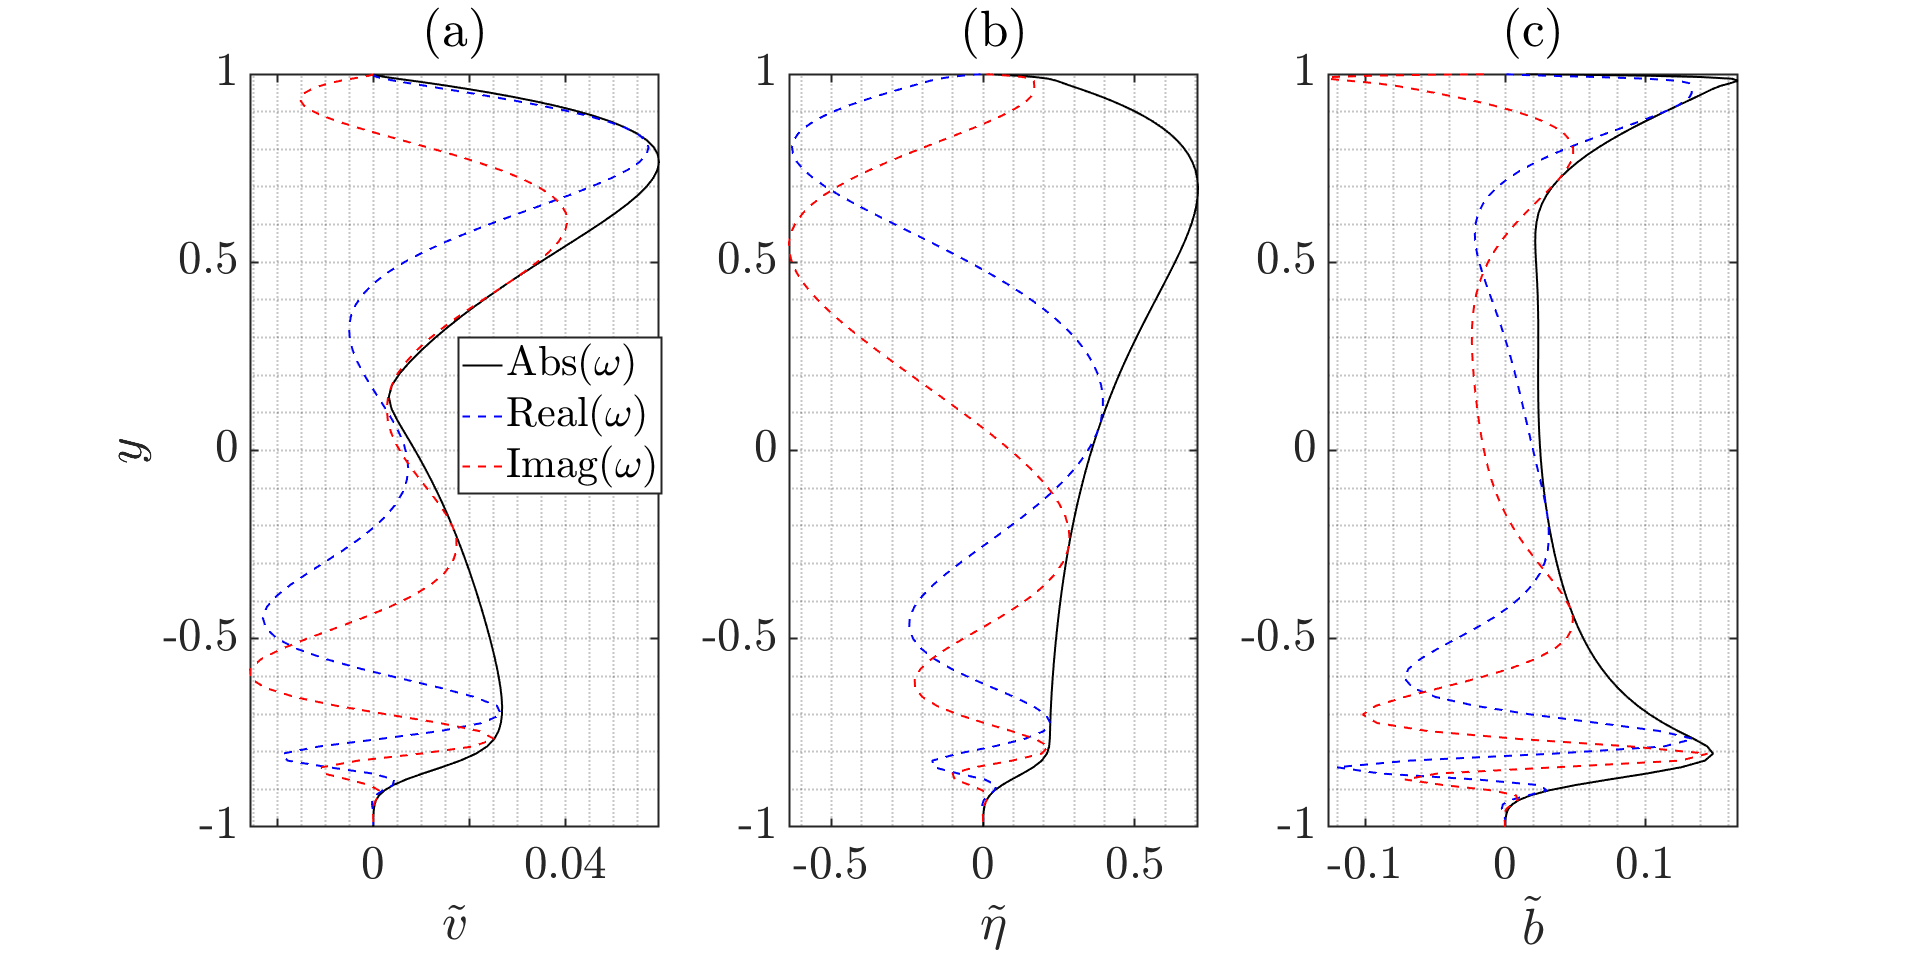 (a) (b) (c)
1 1 1
0.5 0.5 0.5
Abs(ω)
Real(ω)
y 0 0 0
Imag(ω)
-0.5 -0.5 -0.5
-1 -1 -1
0 0.04 -0.5 0 0.5 -0.1 0 0.1
ṽ η̃ b̃